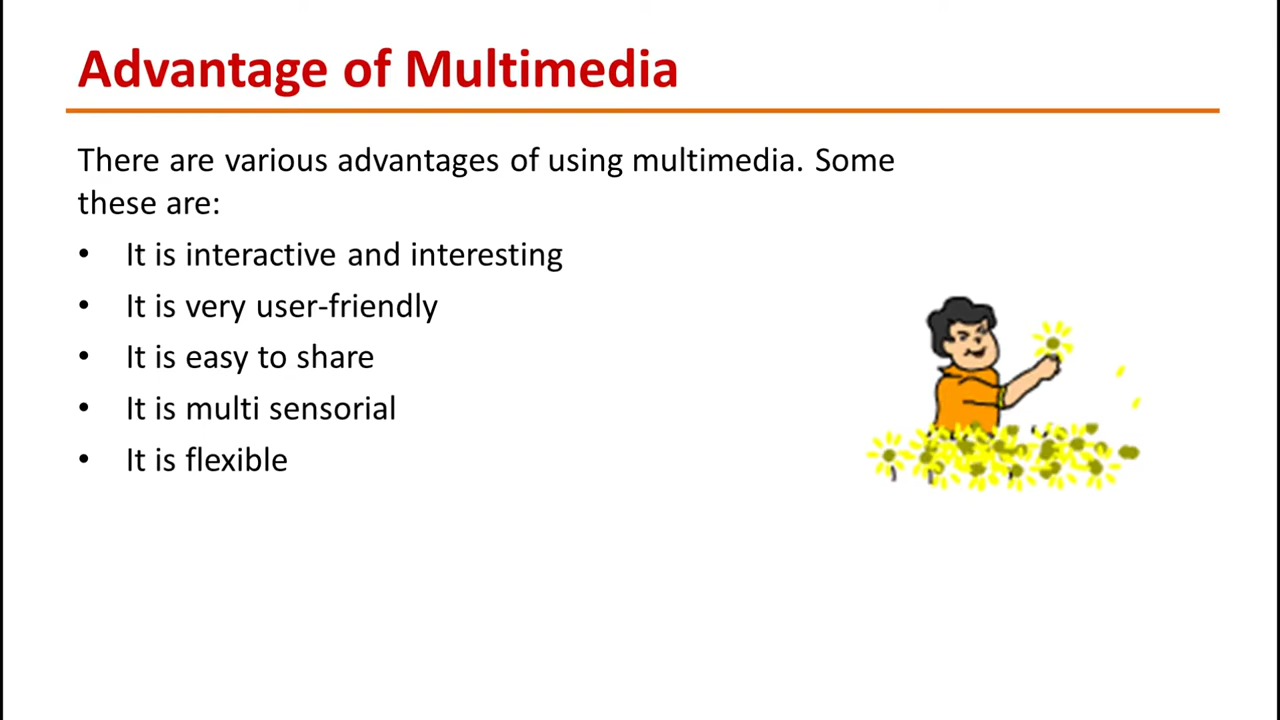 Advantage of Multimedia
There are various advantages of using multimedia. Some
these are:
• It is interactive and interesting
• It is very user-friendly
• It is easy to share
• It is multi sensorial
• It is flexible